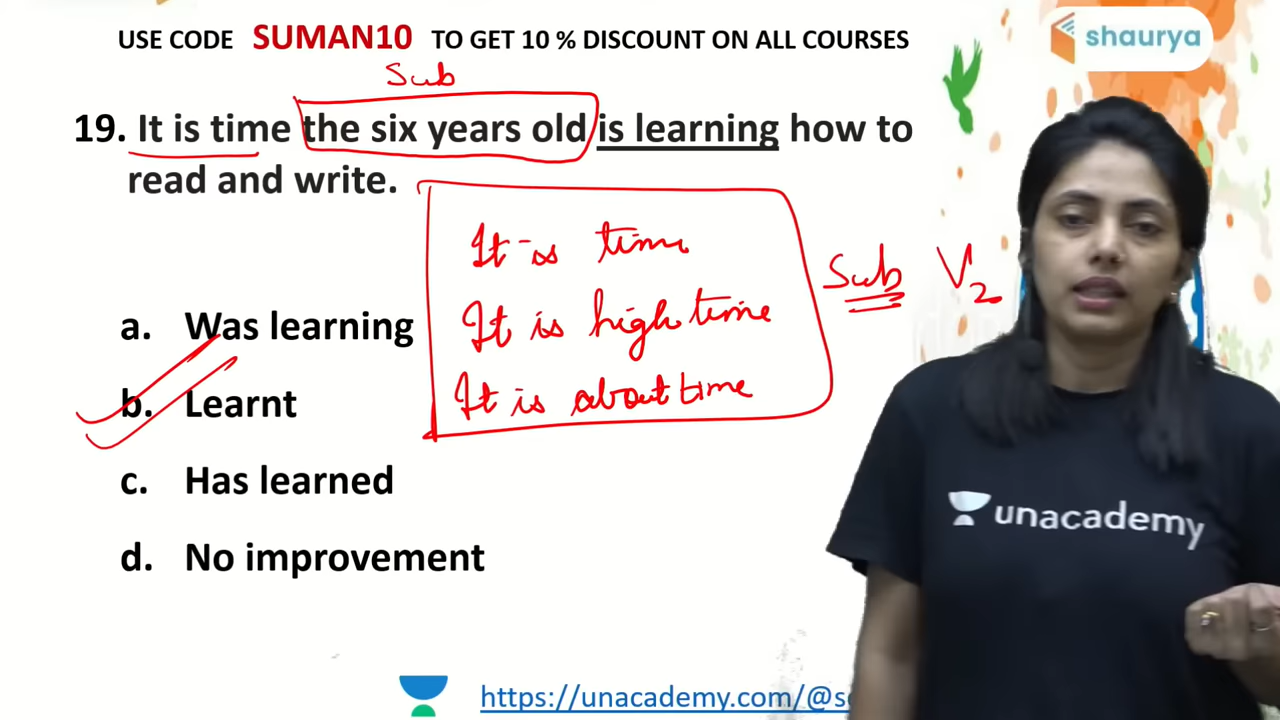 USE CODE SUMAN10 TO GET 10 % DISCOUNT ON ALL COURSES
shaurya
Sub
19. It is time the six years old is learning how to
read and write.
It is time
Sub V2
It is high time
a. Was learning
It is about time
b. Learnt
c. Has learned
unacademy
d. No improvement
https://unacademy.com/@s